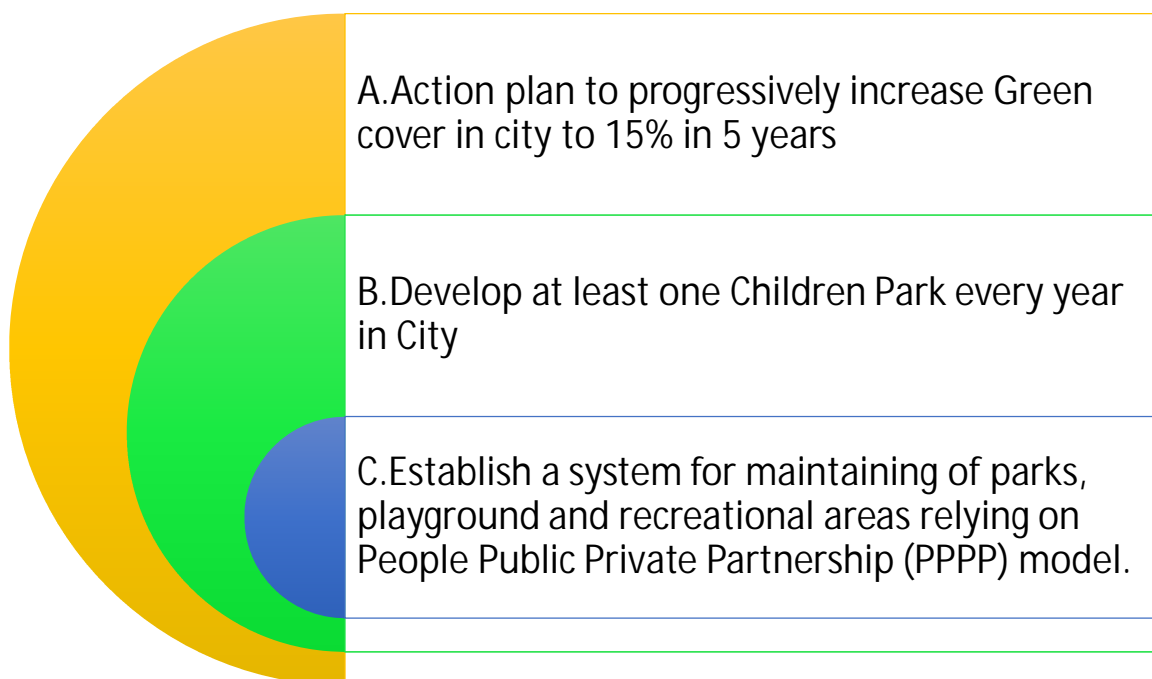 A.Action plan to progressively increase Green
cover in city to 15% in 5 years
B.Develop at least one Children Park every year
in City
C.Establish a system for maintaining of parks,
playground and recreational areas relying on
People Public Private Partnership (PPPP) model.